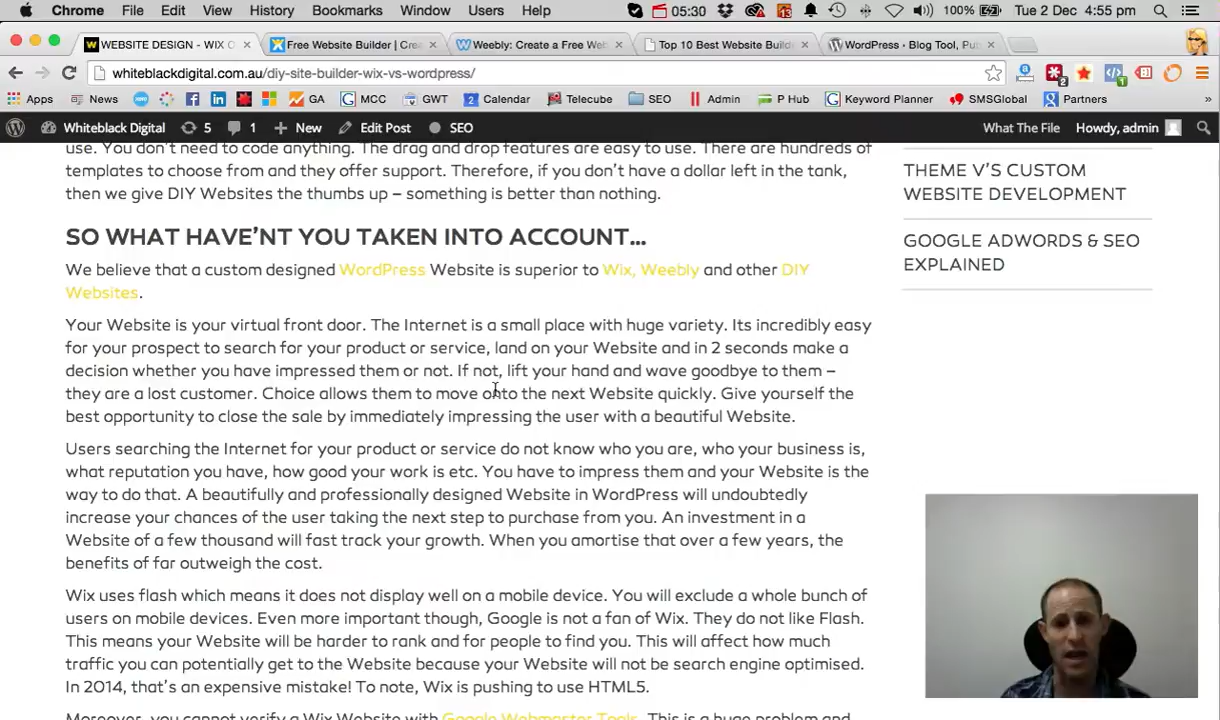 Chrome File Edit View History Bookmarks Window Users Help 05:30 13 100% Tue 2 Dec 4:55 pm
WEBSITE DESIGN - WIX O Free Website Builder | Crea Weebly: Create a Free Web Top 10 Best Website Build WordPress · Blog Tool, Pub
whiteblackdigital.com.au/diy-site-builder-wix-vs-wordpress/
Apps News GA MCC GWT Calendar Telecube SEO Admin P Hub Keyword Planner SMSGlobal Partners »
Whiteblack Digital 5 1 New Edit Post SEO What The File Howdy, admin
use. You don't need to code anything. The drag and drop features are easy to use. There are hundreds of
templates to choose from and they offer support. Therefore, if you don't have a dollar left in the tank,
then we give DIY Websites the thumbs up – something is better than nothing.
SO WHAT HAVE'NT YOU TAKEN INTO ACCOUNT...
We believe that a custom designed WordPress Website is superior to Wix, Weebly and other DIY
Websites.
Your Website is your virtual front door. The Internet is a small place with huge variety. Its incredibly easy
for your prospect to search for your product or service, land on your Website and in 2 seconds make a
decision whether you have impressed them or not. If not, lift your hand and wave goodbye to them –
they are a lost customer. Choice allows them to move onto the next Website quickly. Give yourself the
best opportunity to close the sale by immediately impressing the user with a beautiful Website.
Users searching the Internet for your product or service do not know who you are, who your business is,
what reputation you have, how good your work is etc. You have to impress them and your Website is the
way to do that. A beautifully and professionally designed Website in WordPress will undoubtedly
increase your chances of the user taking the next step to purchase from you. An investment in a
Website of a few thousand will fast track your growth. When you amortise that over a few years, the
benefits of far outweigh the cost.
Wix uses flash which means it does not display well on a mobile device. You will exclude a whole bunch of
users on mobile devices. Even more important though, Google is not a fan of Wix. They do not like Flash.
This means your Website will be harder to rank and for people to find you. This will affect how much
traffic you can potentially get to the Website because your Website will not be search engine optimised.
In 2014, that's an expensive mistake! To note, Wix is pushing to use HTML5.
Moreover, you cannot verify a Wix Website with Google Webmaster Tools. This is a huge problem and
THEME V'S CUSTOM
WEBSITE DEVELOPMENT
GOOGLE ADWORDS & SEO
EXPLAINED